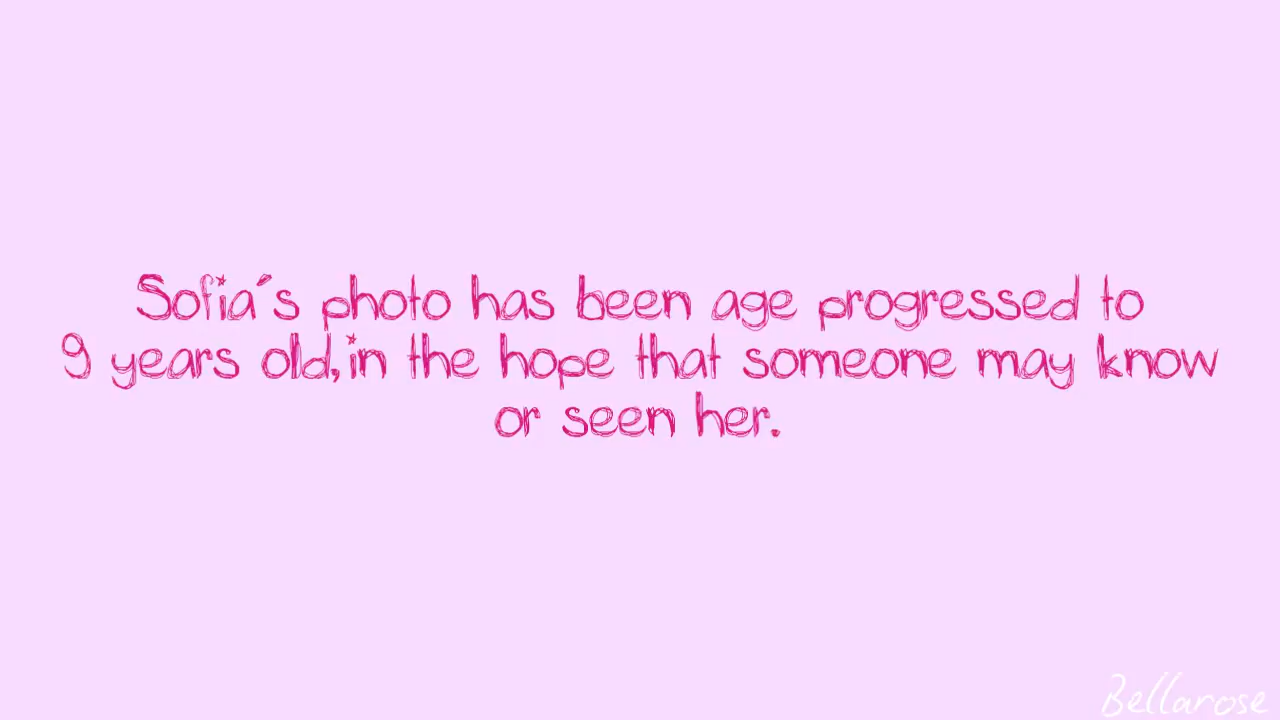 Sofia´s photo has been age progressed to
9 years old,in the hope that someone may know
or seen her.
Bellarose